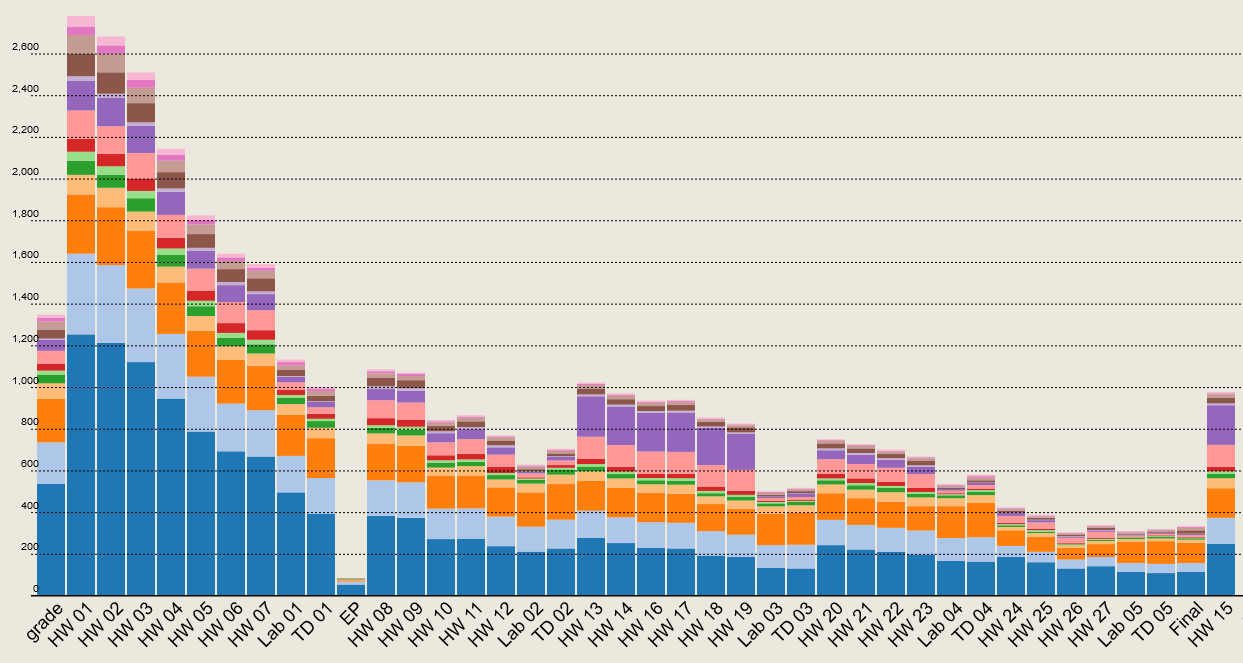 2,600
2,400
2,200
2,000
1,800
1,600
1,400
1,200
1,000
800
600
400
200
0
grade
HW 01
HW 02
HW 03
HW 04
HW 05
HW 06
HW 07
Lab 01
TD 01
EP
HW 08
HW 09
HW 10
HW 11
HW 12
Lab 02
TD 02
HW 13
HW 14
HW 16
HW 17
HW 18
HW 19
Lab 03
TD 03
HW 20
HW 21
HW 22
HW 23
Lab 04
TD 04
HW 24
HW 25
HW 26
HW 27
Lab 05
TD 05
Final
HW 15